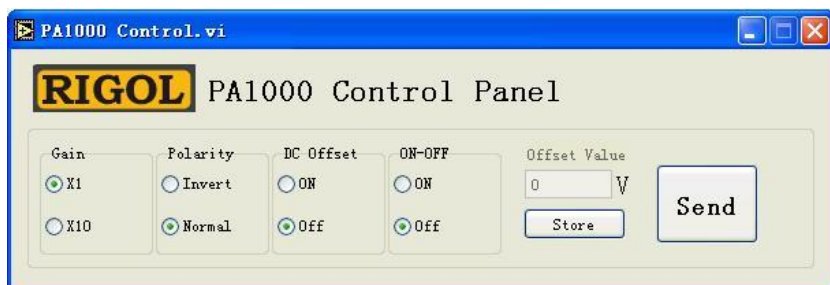 PA1000 Control.vi
RIGOL PA1000 Control Panel
Gain Polarity DC Offset ON-OFF Offset Value
X1 Invert ON ON 0 V
X10 Normal Off Off Store Send